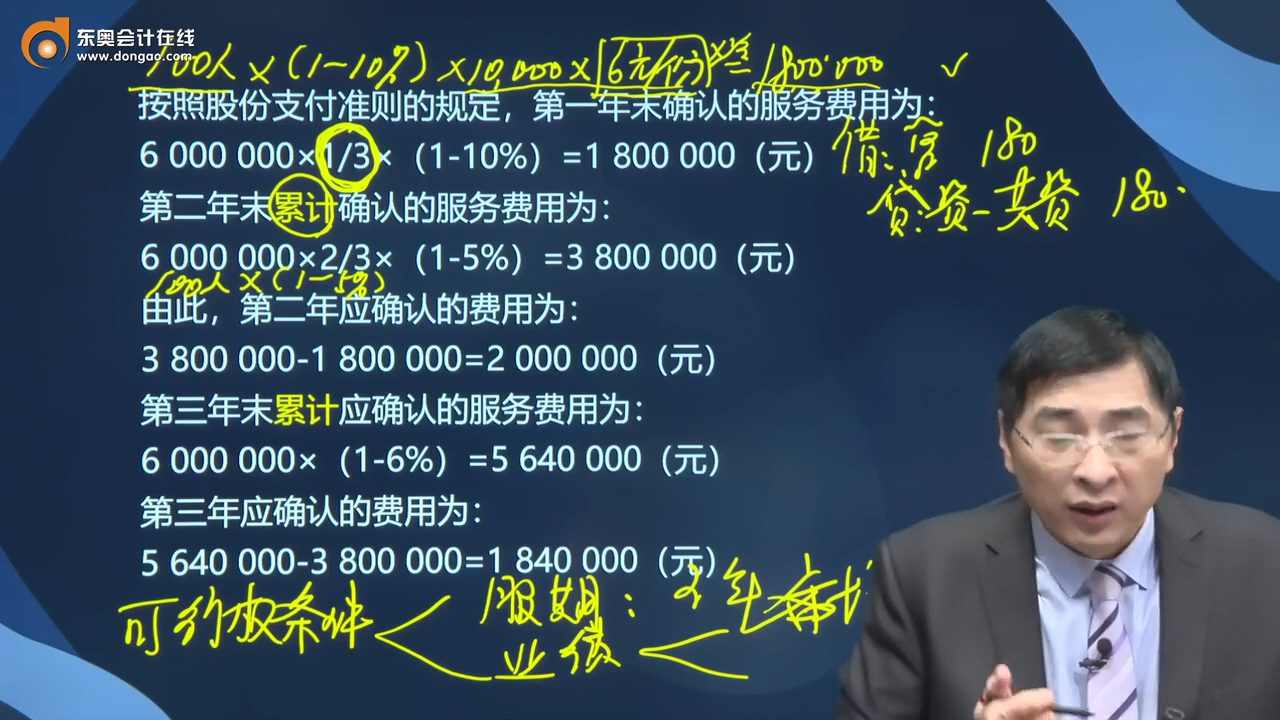 东奥会计在线
www.dongao.com
100人×(1-10%)×10,000×6元/份×⅓=1800.000 ✓
按照股份支付准则的规定，第一年末确认的服务费用为：
6 000 000×1/3×（1-10%）=1 800 000（元）
借：管 180
贷：资-其资 180
第二年末累计确认的服务费用为：
6 000 000×2/3×（1-5%）=3 800 000（元）
100人×(1-5%)
由此，第二年应确认的费用为：
3 800 000-1 800 000=2 000 000（元）
第三年末累计应确认的服务费用为：
6 000 000×（1-6%）=5 640 000（元）
第三年应确认的费用为：
5 640 000-3 800 000=1 840 000（元）
可行权条件
服期：3年
业绩